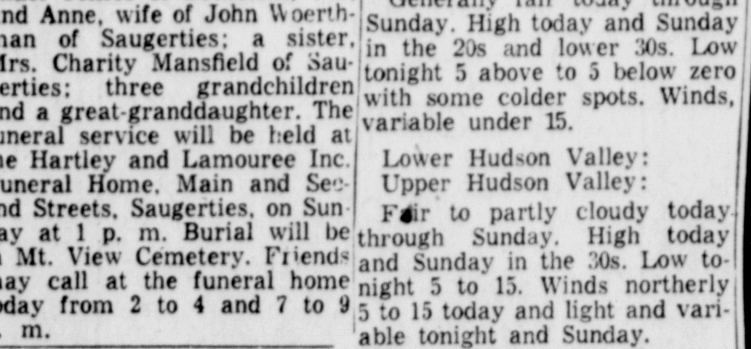 nd Anne, wife of John Woerth-
nan of Saugerties; a sister,
Mrs. Charity Mansfield of Sau-
erties; three grandchildren
nd a great-granddaughter. The
uneral service will be held at
e Hartley and Lamouree Inc.
uneral Home, Main and Sec-
nd Streets, Saugerties, on Sun-
ay at 1 p. m. Burial will be
Mt. View Cemetery. Friends
ay call at the funeral home
day from 2 to 4 and 7 to 9
. m.
Generally fair today through
Sunday. High today and Sunday
in the 20s and lower 30s. Low
tonight 5 above to 5 below zero
with some colder spots. Winds,
variable under 15.
Lower Hudson Valley:
Upper Hudson Valley:
Fair to partly cloudy today
through Sunday. High today
and Sunday in the 30s. Low to-
night 5 to 15. Winds northerly
5 to 15 today and light and vari-
able tonight and Sunday.